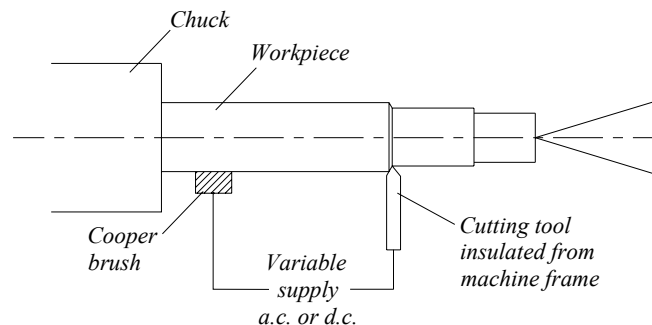 Chuck
Workpiece
Cooper
brush
Variable
supply
a.c. or d.c.
Cutting tool
insulated from
machine frame